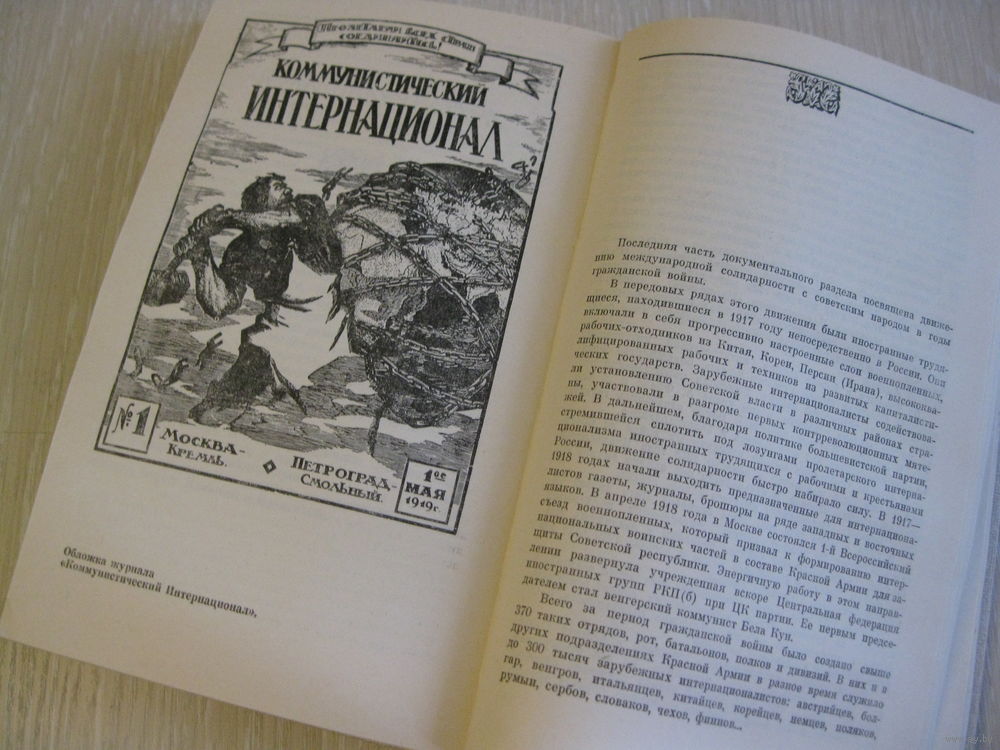 Пролетарии всех стран
соединяйтесь!
КОММУНИСТИЧЕСКИЙ
ИНТЕРНАЦИОНАЛ
№1
МОСКВА-
КРЕМЛЬ.
ПЕТРОГРАД-
СМОЛЬНЫЙ.
1ое
МАЯ
1919г.
Обложка журнала
«Коммунистический Интернационал».
Последняя часть документального раздела посвящена движе-
нию международной солидарности с советским народом в годы
гражданской войны.
В передовых рядах этого движения были иностранные трудя-
щиеся, находившиеся в 1917 году непосредственно в России. Они
включали в себя прогрессивно настроенные слои военнопленных,
рабочих-отходников из Китая, Кореи, Персии (Ирана), высококва-
лифицированных рабочих и техников из развитых капиталисти-
ческих государств. Зарубежные интернационалисты содействова-
ли установлению Советской власти в различных районах стра-
ны, участвовали в разгроме первых контрреволюционных мяте-
жей. В дальнейшем, благодаря политике большевистской партии,
стремившейся сплотить под лозунгами пролетарского интерна-
ционализма иностранных трудящихся с рабочими и крестьянами
России, движение солидарности быстро набирало силу. В 1917—
1918 годах начали выходить предназначенные для интернациона-
листов газеты, журналы, брошюры на ряде западных и восточных
языков. В апреле 1918 года в Москве состоялся 1-й Всероссийский
съезд военнопленных, который призвал к формированию интер-
национальных воинских частей в составе Красной Армии для за-
щиты Советской республики. Энергичную работу в этом направ-
лении развернула учрежденная вскоре Центральная федерация
иностранных групп РКП(б) при ЦК партии. Ее первым предсе-
дателем стал венгерский коммунист Бела Кун.
Всего за период гражданской войны было создано свыше
370 таких отрядов, рот, батальонов, полков и дивизий. В них и в
других подразделениях Красной Армии в разное время служило
до 300 тысяч зарубежных интернационалистов: австрийцев, бол-
гар, венгров, итальянцев, китайцев, корейцев, немцев, поляков,
румын, сербов, словаков, чехов, финнов...